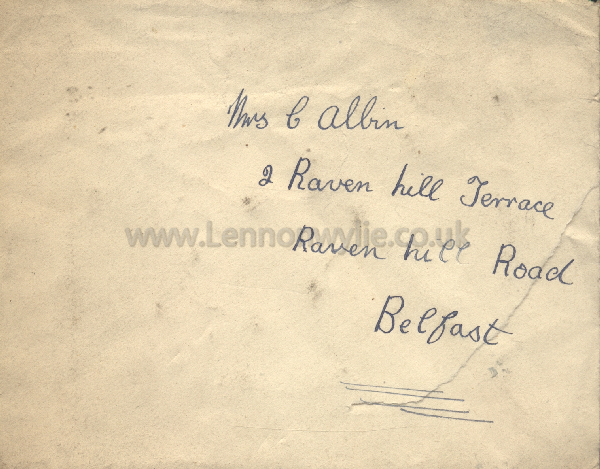 Mrs C Albin
2 Raven hill Terrace
www.Lennonwylie.co.uk
Raven hill Road
Belfast